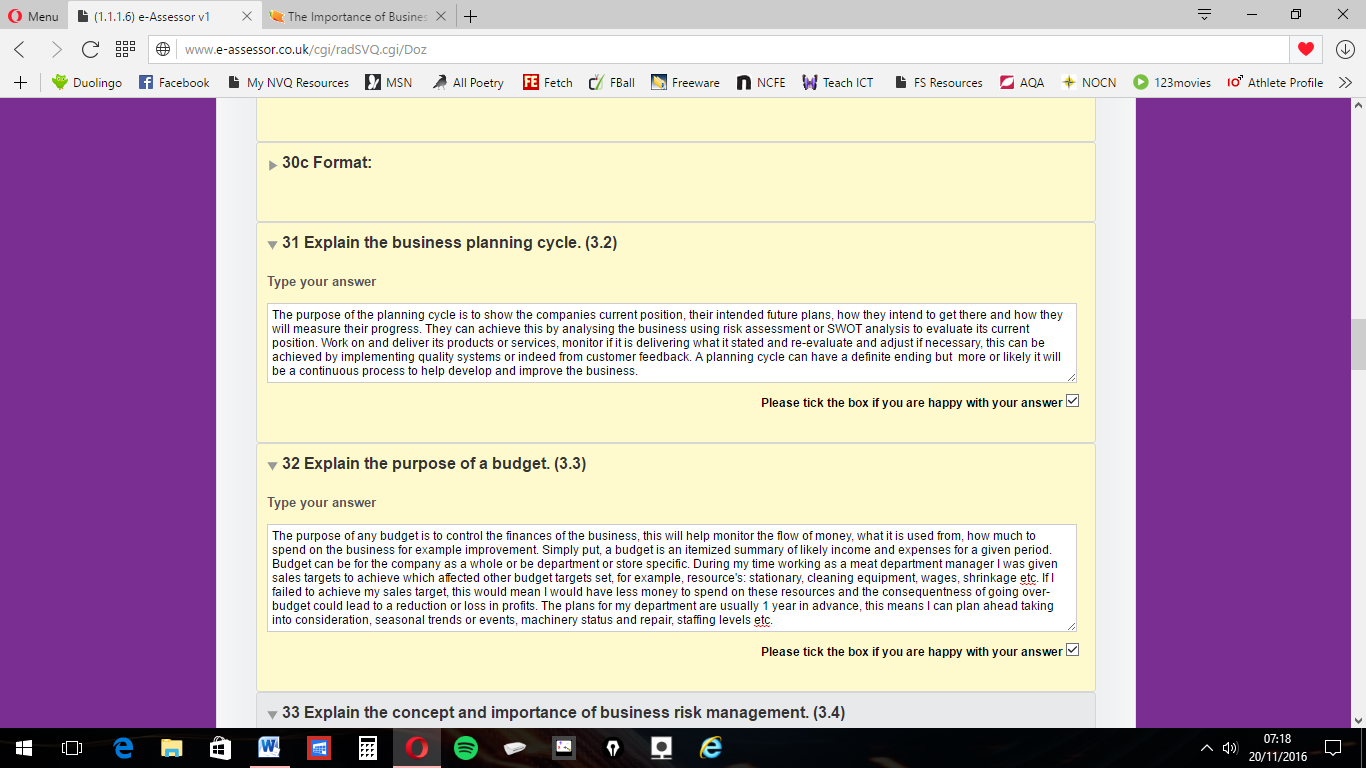 Menu
(1.1.1.6) e-Assessor v1
The Importance of Busines
www.e-assessor.co.uk/cgi/radSVQ.cgi/Doz
Duolingo Facebook My NVQ Resources MSN All Poetry Fetch FBall Freeware NCFE Teach ICT FS Resources AQA NOCN 123movies Athlete Profile
30c Format:
31 Explain the business planning cycle. (3.2)
Type your answer
The purpose of the planning cycle is to show the companies current position, their intended future plans, how they intend to get there and how they
will measure their progress. They can achieve this by analysing the business using risk assessment or SWOT analysis to evaluate its current
position. Work on and deliver its products or services, monitor if it is delivering what it stated and re-evaluate and adjust if necessary, this can be
achieved by implementing quality systems or indeed from customer feedback. A planning cycle can have a definite ending but more or likely it will
be a continuous process to help develop and improve the business.
Please tick the box if you are happy with your answer
32 Explain the purpose of a budget. (3.3)
Type your answer
The purpose of any budget is to control the finances of the business, this will help monitor the flow of money, what it is used from, how much to
spend on the business for example improvement. Simply put, a budget is an itemized summary of likely income and expenses for a given period.
Budget can be for the company as a whole or be department or store specific. During my time working as a meat department manager I was given
sales targets to achieve which affected other budget targets set, for example, resource's: stationary, cleaning equipment, wages, shrinkage etc. If I
failed to achieve my sales target, this would mean I would have less money to spend on these resources and the consequentness of going over-
budget could lead to a reduction or loss in profits. The plans for my department are usually 1 year in advance, this means I can plan ahead taking
into consideration, seasonal trends or events, machinery status and repair, staffing levels etc.
Please tick the box if you are happy with your answer
33 Explain the concept and importance of business risk management. (3.4)
07:18
20/11/2016